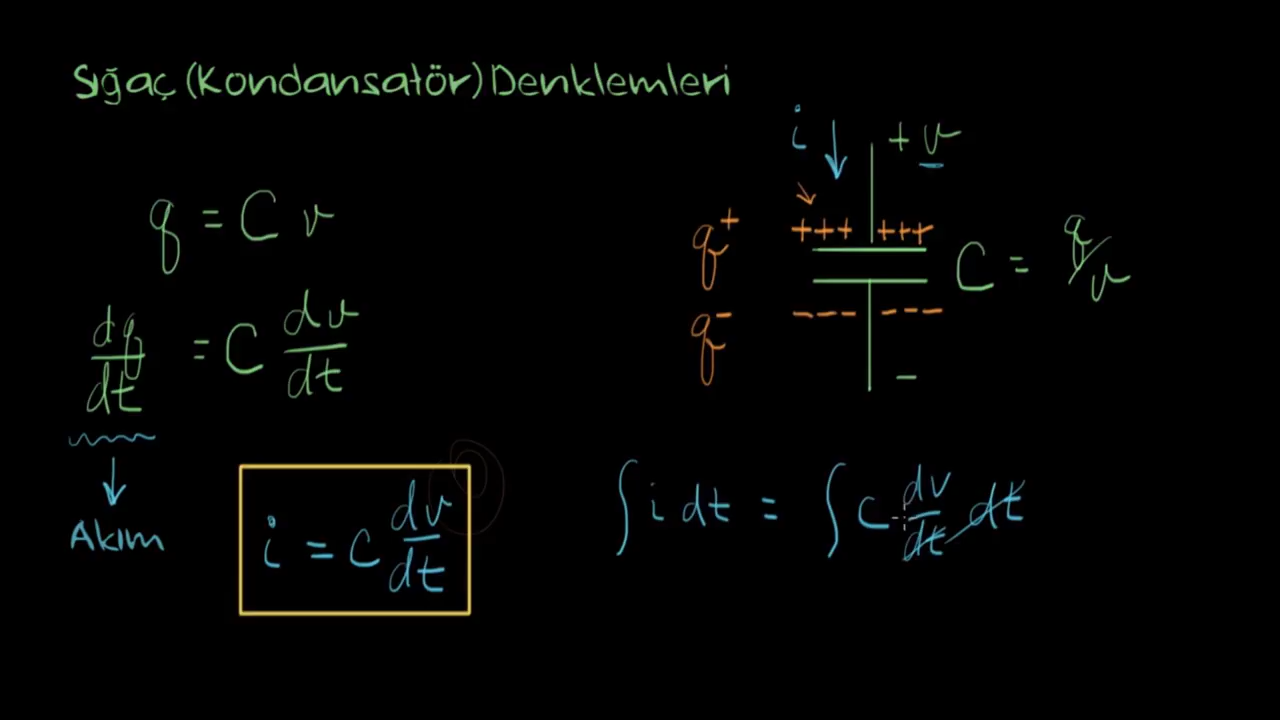 Sığaç (Kondansatör) Denklemleri
q = C v
dq/dt = C dv/dt
Akım
i = C dv/dt
i
+ v
q⁺ +++ +++
C = q/v
q⁻ --- ---
-
∫ i dt = ∫ C dv/dt dt